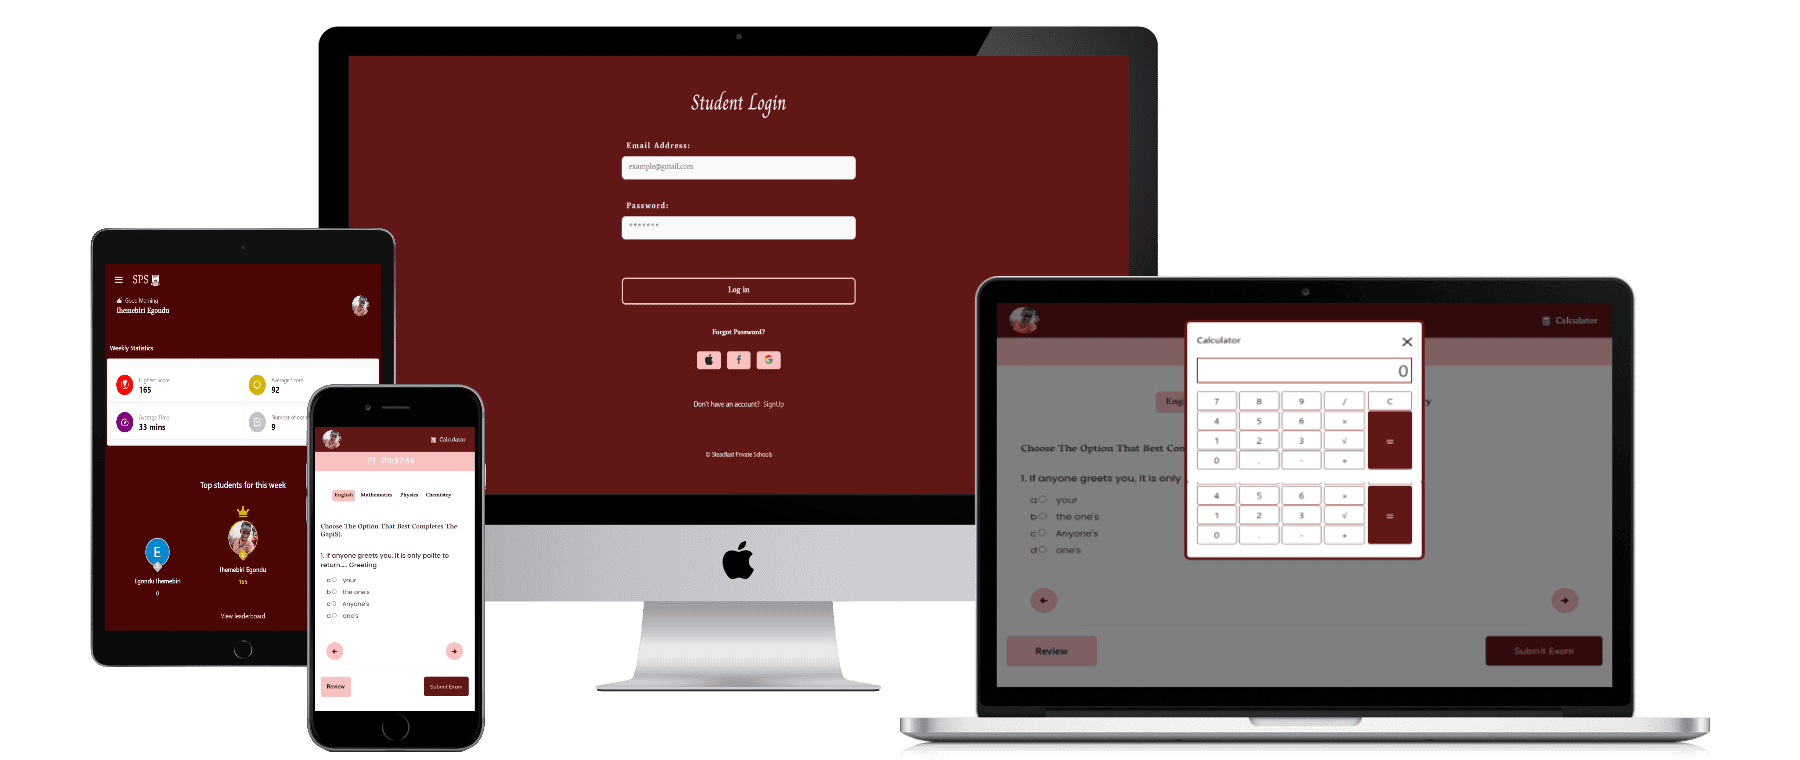 Student Login
Email Address:
example@gmail.com
Password:
*******
Log in
Forgot Password?
f
G
Don't have an account? SignUp
© Steadfast Private Schools
SPS
Good Morning
Ihemebiri Egondu
Weekly Statistics
Highest Score
165
Average Score
92
Average Time
33 mins
Number of
9
Top students for this week
E
Egondu Ihemebiri
0
Ihemebiri Egondu
165
View leaderboard
Calculator
00:57:54
English Mathematics Physics Chemistry
Choose The Option That Best Completes The
Gap(S).
1. If anyone greets you, it is only polite to
return.... Greeting
a your
b the one's
c Anyone's
d one's
Review
Submit Exam
Calculator
Calculator
0
7 8 9 / C
4 5 6 × =
1 2 3 √
0 . - +
4 5 6 × =
1 2 3 √
0 . - +
Eng
y
Choose The Option That Best Com
1. If anyone greets you, it is only
a your
b the one's
c Anyone's
d one's
Review
Submit Exam